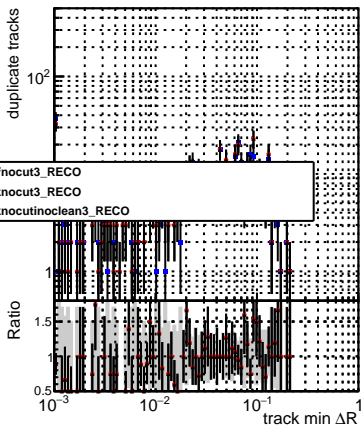 duplicate tracks
10²
nocut3_RECO
nocut3_RECO
nocutinoclean3_RECO
1
Ratio
1.5
1
0.5
10⁻³
10⁻²
10⁻¹
1
track min ΔR